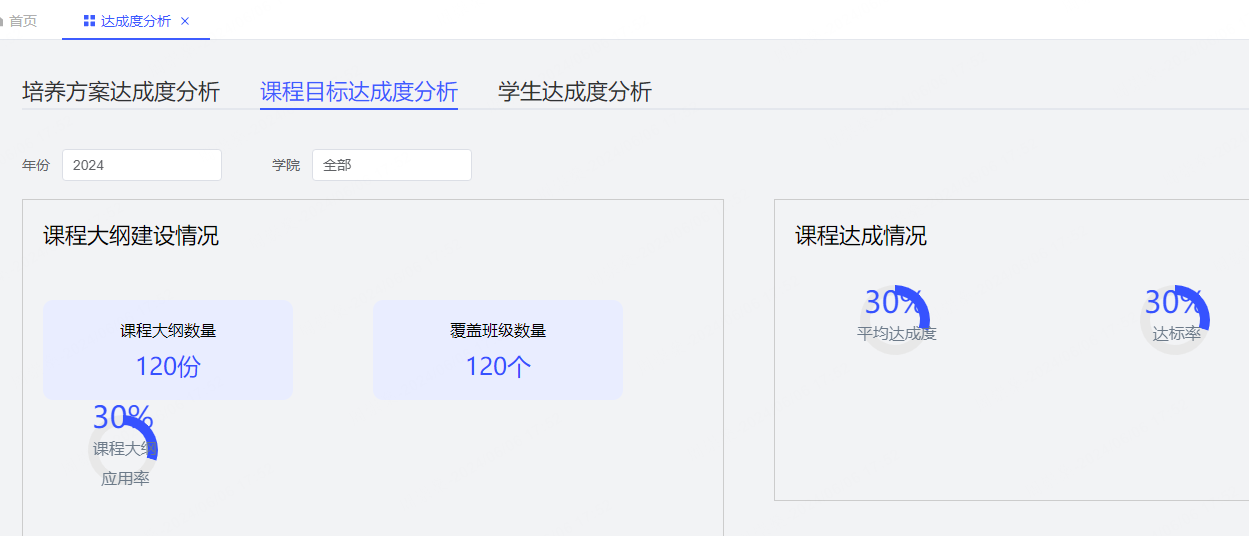 首页
达成度分析 ×
培养方案达成度分析
课程目标达成度分析
学生达成度分析
年份 2024
学院 全部
课程大纲建设情况
课程大纲数量
120份
覆盖班级数量
120个
30%
课程大纲
应用率
课程达成情况
30%
平均达成度
30%
达标率